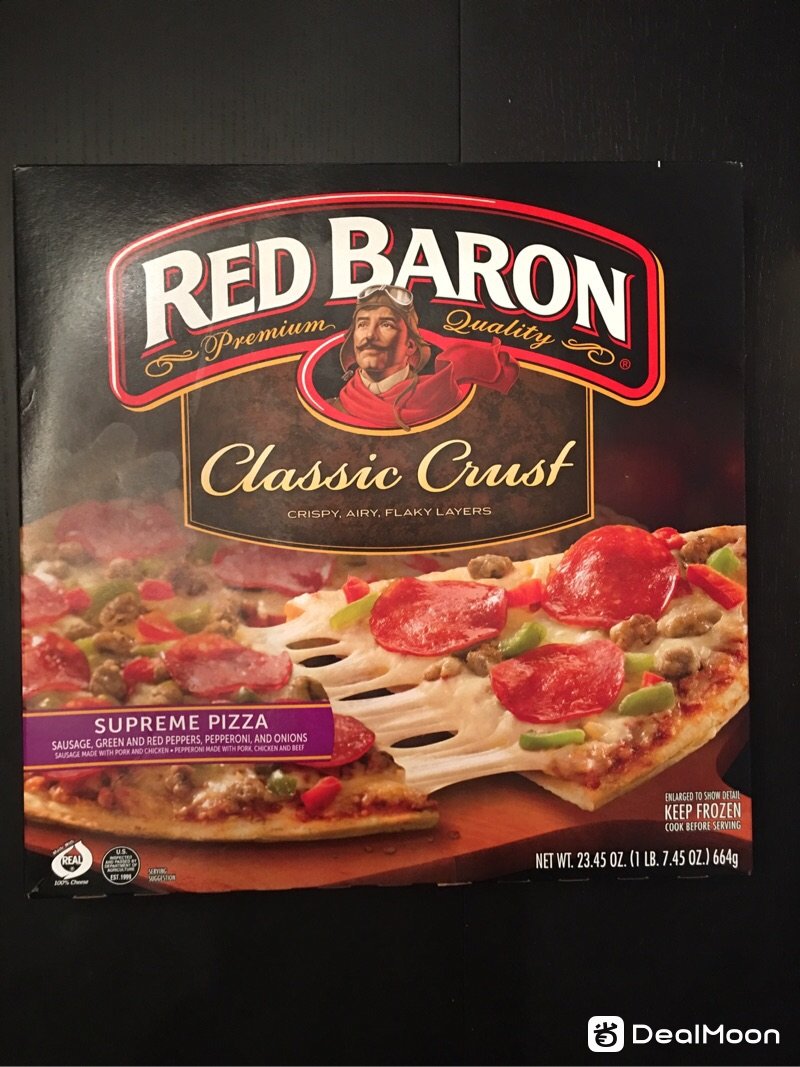 RED BARON
Premium Quality ®
Classic Crust
CRISPY, AIRY, FLAKY LAYERS
SUPREME PIZZA
SAUSAGE, GREEN AND RED PEPPERS, PEPPERONI, AND ONIONS
SAUSAGE MADE WITH PORK AND CHICKEN • PEPPERONI MADE WITH PORK, CHICKEN AND BEEF
ENLARGED TO SHOW DETAIL
KEEP FROZEN
COOK BEFORE SERVING
Made With
REAL
100% Cheese
U.S.
INSPECTED
AND PASSED BY
DEPARTMENT OF
AGRICULTURE
EST. 1998
SERVING
SUGGESTION
NET WT. 23.45 OZ. (1 LB. 7.45 OZ.) 664g
DealMoon